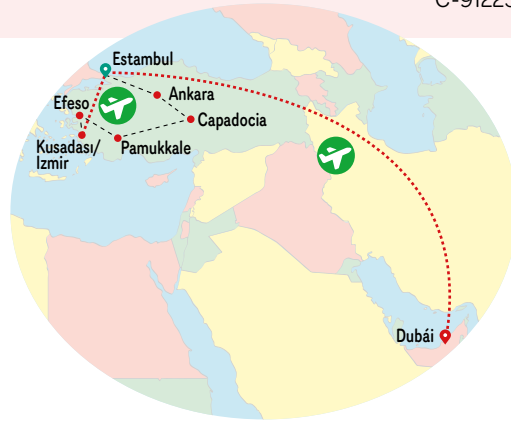 Estambul
Ankara
Efeso
Capadocia
Kusadası/
Izmir
Pamukkale
Dubái